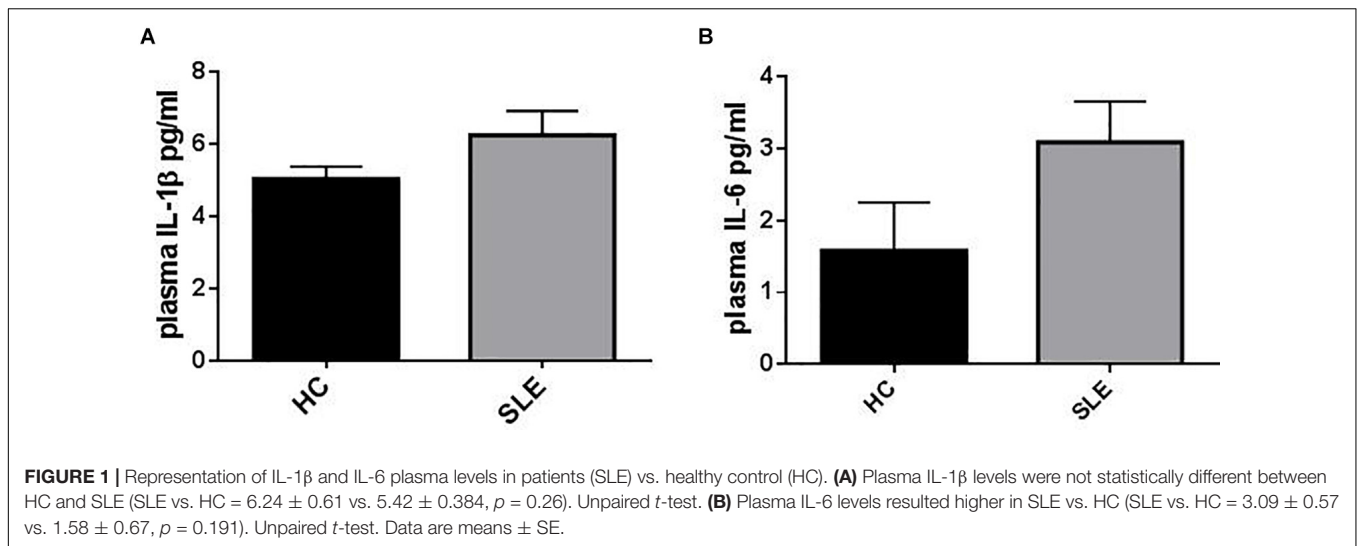 A
B
8
6
4
2
0
plasma IL-1β pg/ml
HC
SLE
4
3
2
1
0
plasma IL-6 pg/ml
HC
SLE
FIGURE 1 | Representation of IL-1β and IL-6 plasma levels in patients (SLE) vs. healthy control (HC). (A) Plasma IL-1β levels were not statistically different between
HC and SLE (SLE vs. HC = 6.24 ± 0.61 vs. 5.42 ± 0.384, p = 0.26). Unpaired t-test. (B) Plasma IL-6 levels resulted higher in SLE vs. HC (SLE vs. HC = 3.09 ± 0.57
vs. 1.58 ± 0.67, p = 0.191). Unpaired t-test. Data are means ± SE.